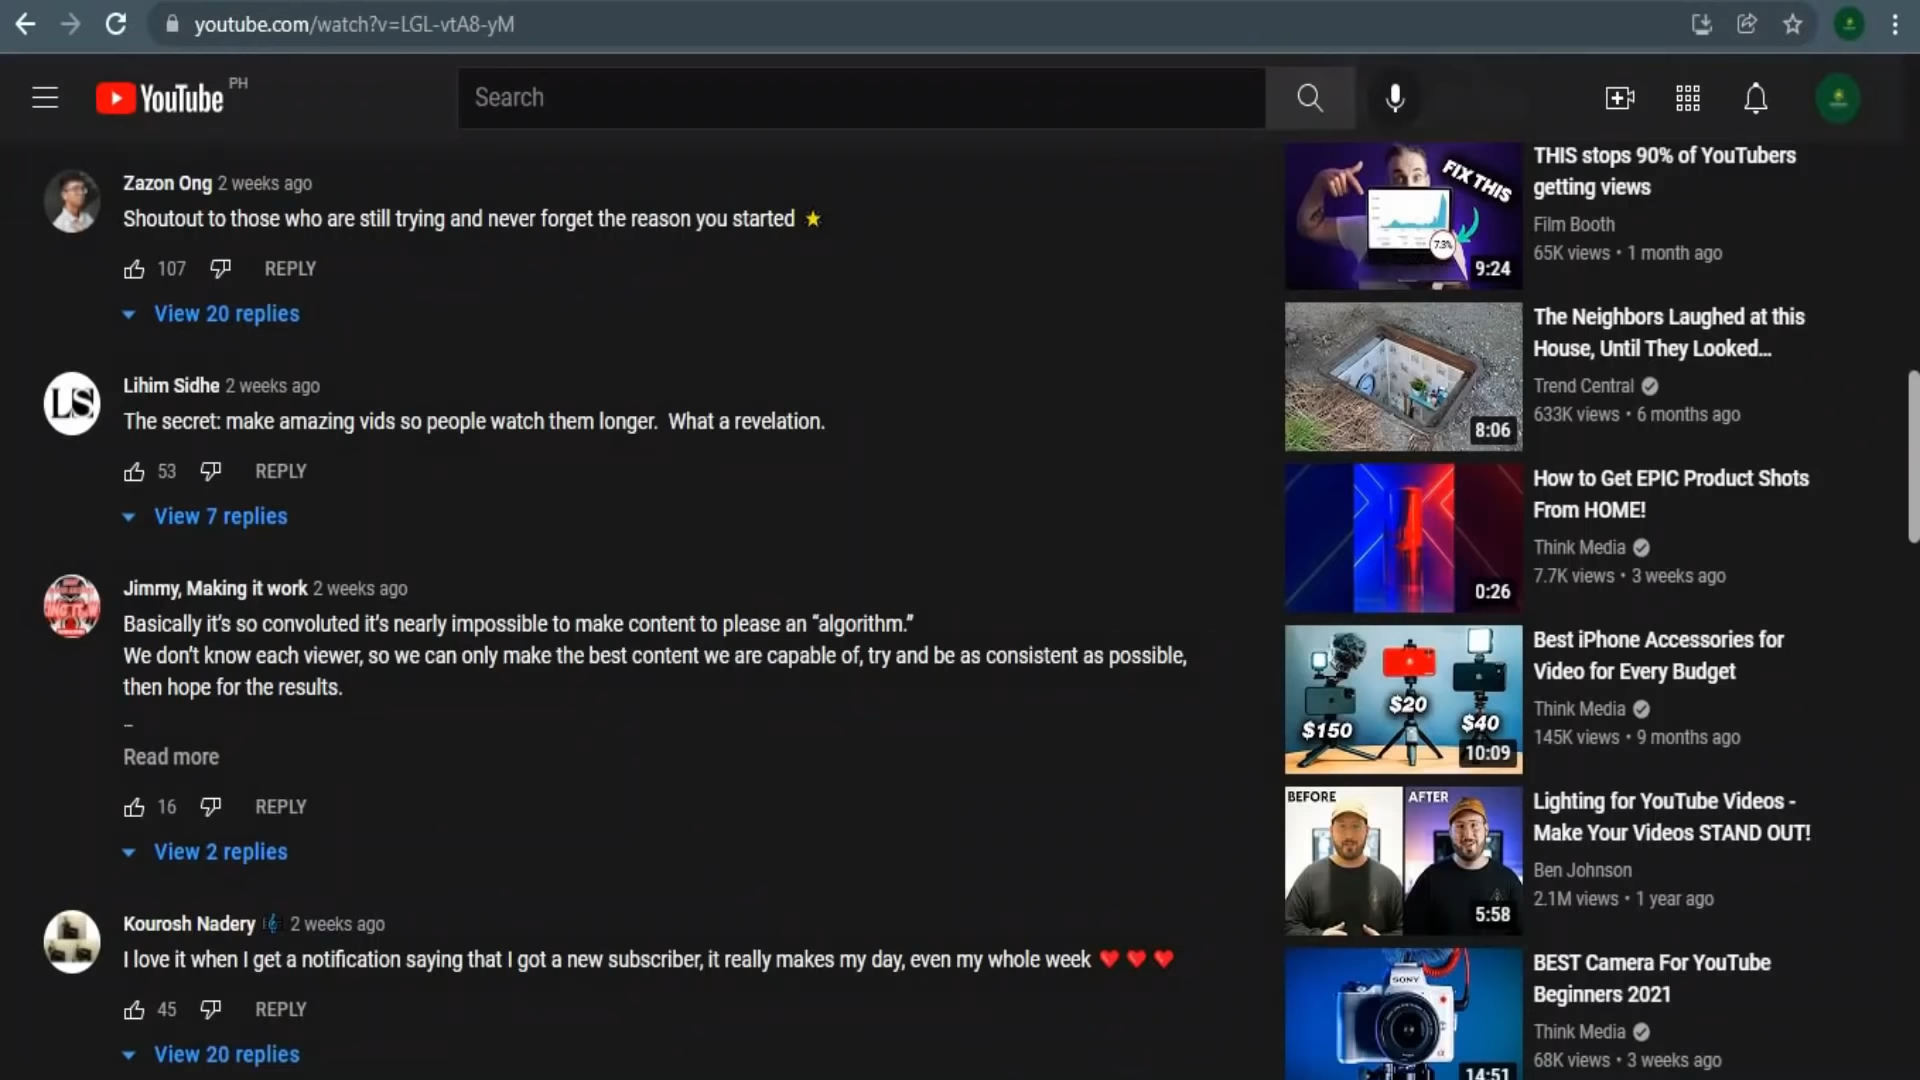 youtube.com/watch?v=LGL-vtA8-yM
YouTube PH
Search
Zazon Ong 2 weeks ago
Shoutout to those who are still trying and never forget the reason you started
107 REPLY
View 20 replies
LS
Lihim Sidhe 2 weeks ago
The secret: make amazing vids so people watch them longer.  What a revelation.
53 REPLY
View 7 replies
Jimmy, Making it work 2 weeks ago
Basically it’s so convoluted it’s nearly impossible to make content to please an “algorithm.”
We don’t know each viewer, so we can only make the best content we are capable of, try and be as consistent as possible,
then hope for the results.
–
Read more
16 REPLY
View 2 replies
Kourosh Nadery 2 weeks ago
I love it when I get a notification saying that I got a new subscriber, it really makes my day, even my whole week
45 REPLY
View 20 replies
FIX THIS
7.3%
9:24
THIS stops 90% of YouTubers
getting views
Film Booth
65K views • 1 month ago
8:06
The Neighbors Laughed at this
House, Until They Looked...
Trend Central
633K views • 6 months ago
0:26
How to Get EPIC Product Shots
From HOME!
Think Media
7.7K views • 3 weeks ago
$150
$20
$40
10:09
Best iPhone Accessories for
Video for Every Budget
Think Media
145K views • 9 months ago
BEFORE
AFTER
5:58
Lighting for YouTube Videos -
Make Your Videos STAND OUT!
Ben Johnson
2.1M views • 1 year ago
SONY
14:51
BEST Camera For YouTube
Beginners 2021
Think Media
68K views • 3 weeks ago